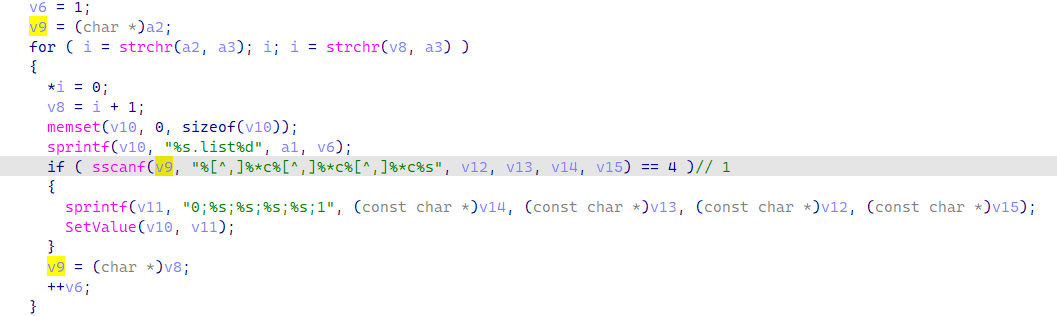 v6 = 1;
v9 = (char *)a2;
for ( i = strchr(a2, a3); i; i = strchr(v8, a3) )
{
*i = 0;
v8 = i + 1;
memset(v10, 0, sizeof(v10));
sprintf(v10, "%s.list%d", a1, v6);
if ( sscanf(v9, "%[^,]%*c%[^,]%*c%[^,]%*c%s", v12, v13, v14, v15) == 4 )// 1
{
sprintf(v11, "0;%s;%s;%s;%s;1", (const char *)v14, (const char *)v13, (const char *)v12, (const char *)v15);
SetValue(v10, v11);
}
v9 = (char *)v8;
++v6;
}